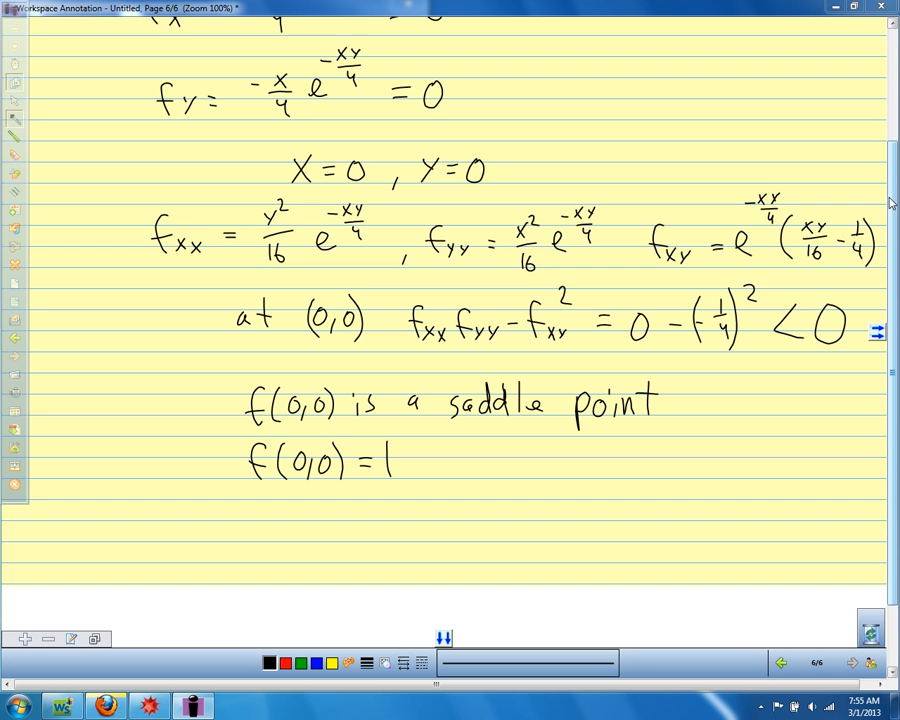 Workspace Annotation - Untitled, Page 6/6 (Zoom 100%) *
fy = -x/4 e^(-xy/4) = 0
x = 0 , y = 0
fxx = y²/16 e^(-xy/4) , fyy = x²/16 e^(-xy/4) fxy = e^(-xy/4) (xy/16 - 1/4)
at (0,0) fxx fyy - fxy² = 0 - (-1/4)² < 0
f(0,0) is a saddle point
f(0,0) = 1
6/6
7:55 AM
3/1/2013